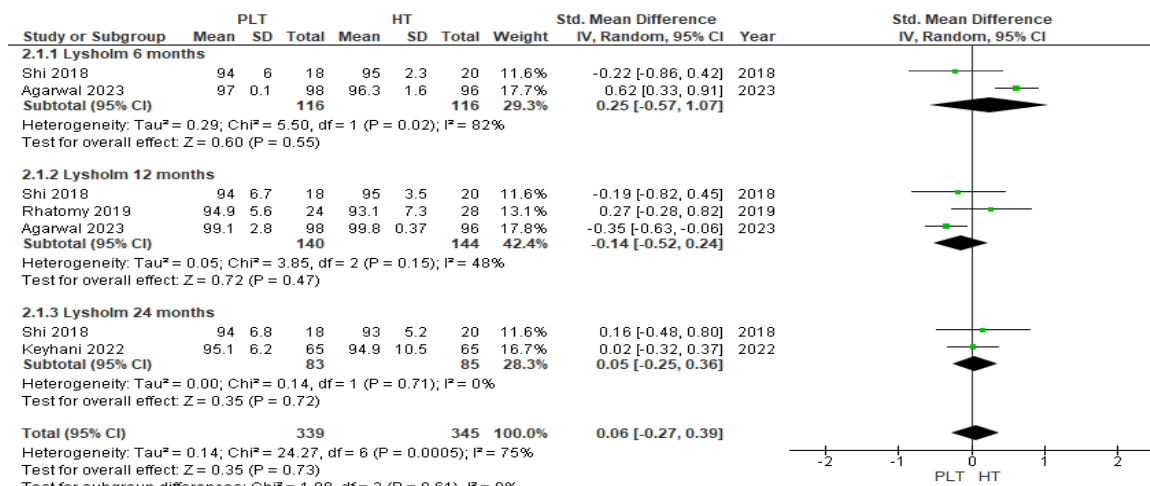 PLT HT Std. Mean Difference Std. Mean Difference
Study or Subgroup Mean SD Total Mean SD Total Weight IV, Random, 95% CI Year IV, Random, 95% CI
2.1.1 Lysholm 6 months
Shi 2018 94 6 18 95 2.3 20 11.6% -0.22 [-0.86, 0.42] 2018
Agarwal 2023 97 0.1 98 96.3 1.6 96 17.7% 0.62 [0.33, 0.91] 2023
Subtotal (95% CI) 116 116 29.3% 0.25 [-0.57, 1.07]
Heterogeneity: Tau² = 0.29; Chi² = 5.50, df = 1 (P = 0.02); I² = 82%
Test for overall effect: Z = 0.60 (P = 0.55)
2.1.2 Lysholm 12 months
Shi 2018 94 6.7 18 95 3.5 20 11.6% -0.19 [-0.82, 0.45] 2018
Rhatomy 2019 94.9 5.6 24 93.1 7.3 28 13.1% 0.27 [-0.28, 0.82] 2019
Agarwal 2023 99.1 2.8 98 99.8 0.37 96 17.8% -0.35 [-0.63, -0.06] 2023
Subtotal (95% CI) 140 144 42.4% -0.14 [-0.52, 0.24]
Heterogeneity: Tau² = 0.05; Chi² = 3.85, df = 2 (P = 0.15); I² = 48%
Test for overall effect: Z = 0.72 (P = 0.47)
2.1.3 Lysholm 24 months
Shi 2018 94 6.8 18 93 5.2 20 11.6% 0.16 [-0.48, 0.80] 2018
Keyhani 2022 95.1 6.2 65 94.9 10.5 65 16.7% 0.02 [-0.32, 0.37] 2022
Subtotal (95% CI) 83 85 28.3% 0.05 [-0.25, 0.36]
Heterogeneity: Tau² = 0.00; Chi² = 0.14, df = 1 (P = 0.71); I² = 0%
Test for overall effect: Z = 0.35 (P = 0.72)
Total (95% CI) 339 345 100.0% 0.06 [-0.27, 0.39]
Heterogeneity: Tau² = 0.14; Chi² = 24.27, df = 6 (P = 0.0005); I² = 75%
Test for overall effect: Z = 0.35 (P = 0.73)
-2 -1 0 1 2
PLT HT